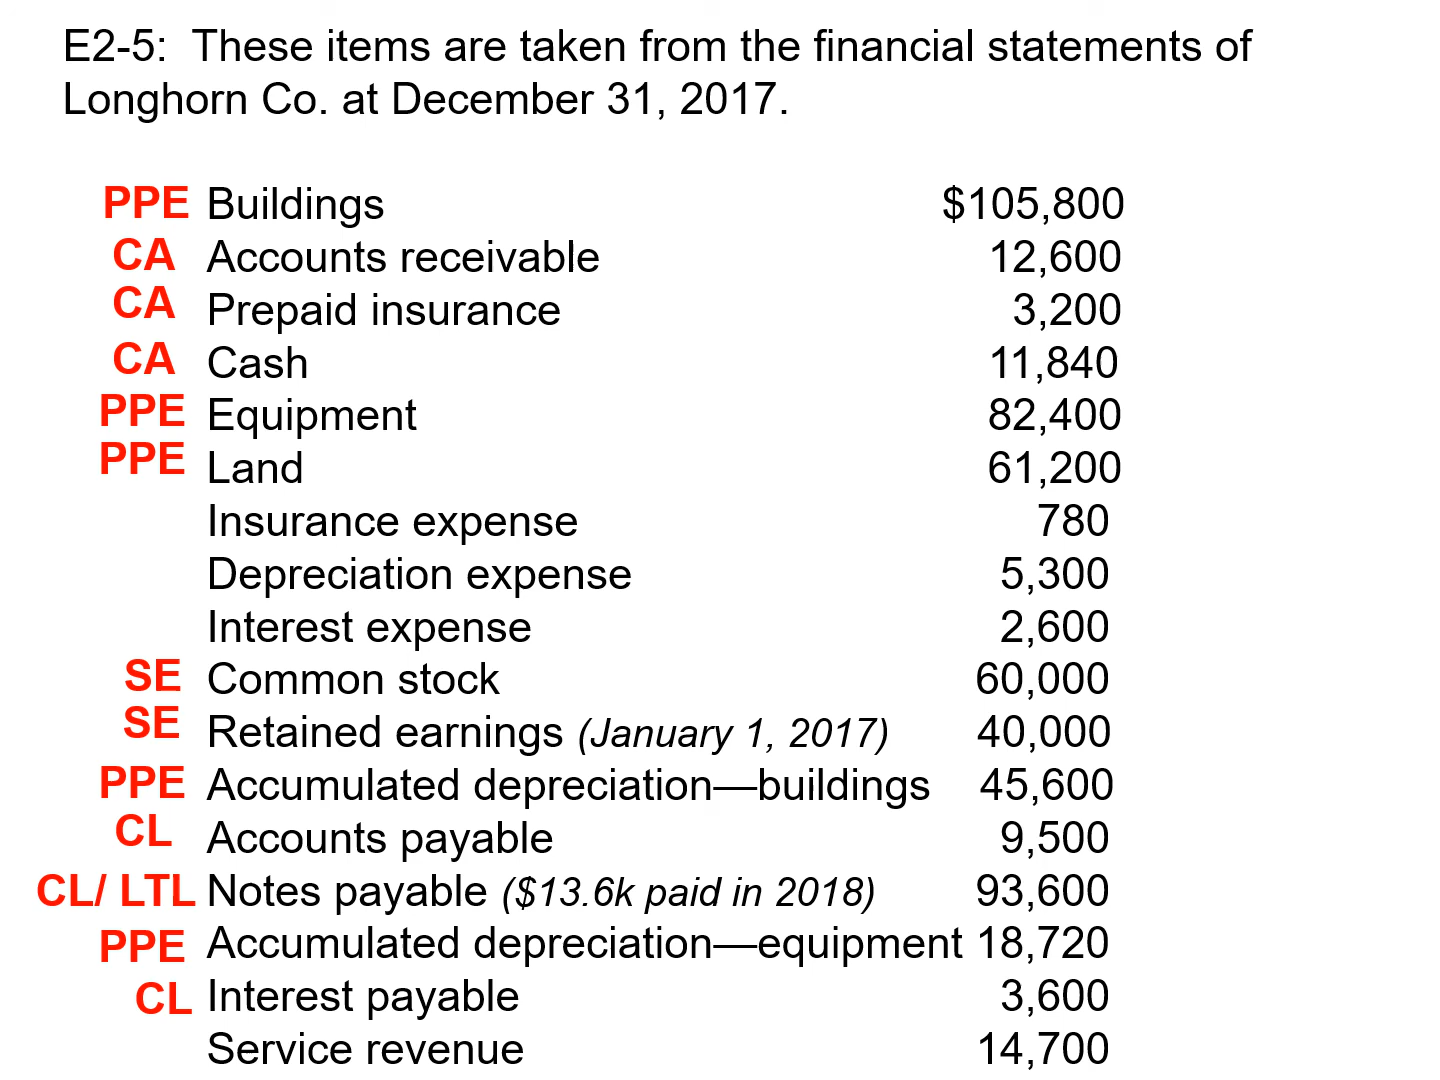 E2-5: These items are taken from the financial statements of
Longhorn Co. at December 31, 2017.
PPE Buildings $105,800
CA Accounts receivable 12,600
CA Prepaid insurance 3,200
CA Cash 11,840
PPE Equipment 82,400
PPE Land 61,200
Insurance expense 780
Depreciation expense 5,300
Interest expense 2,600
SE Common stock 60,000
SE Retained earnings (January 1, 2017) 40,000
PPE Accumulated depreciation—buildings 45,600
CL Accounts payable 9,500
CL/ LTL Notes payable ($13.6k paid in 2018) 93,600
PPE Accumulated depreciation—equipment 18,720
CL Interest payable 3,600
Service revenue 14,700